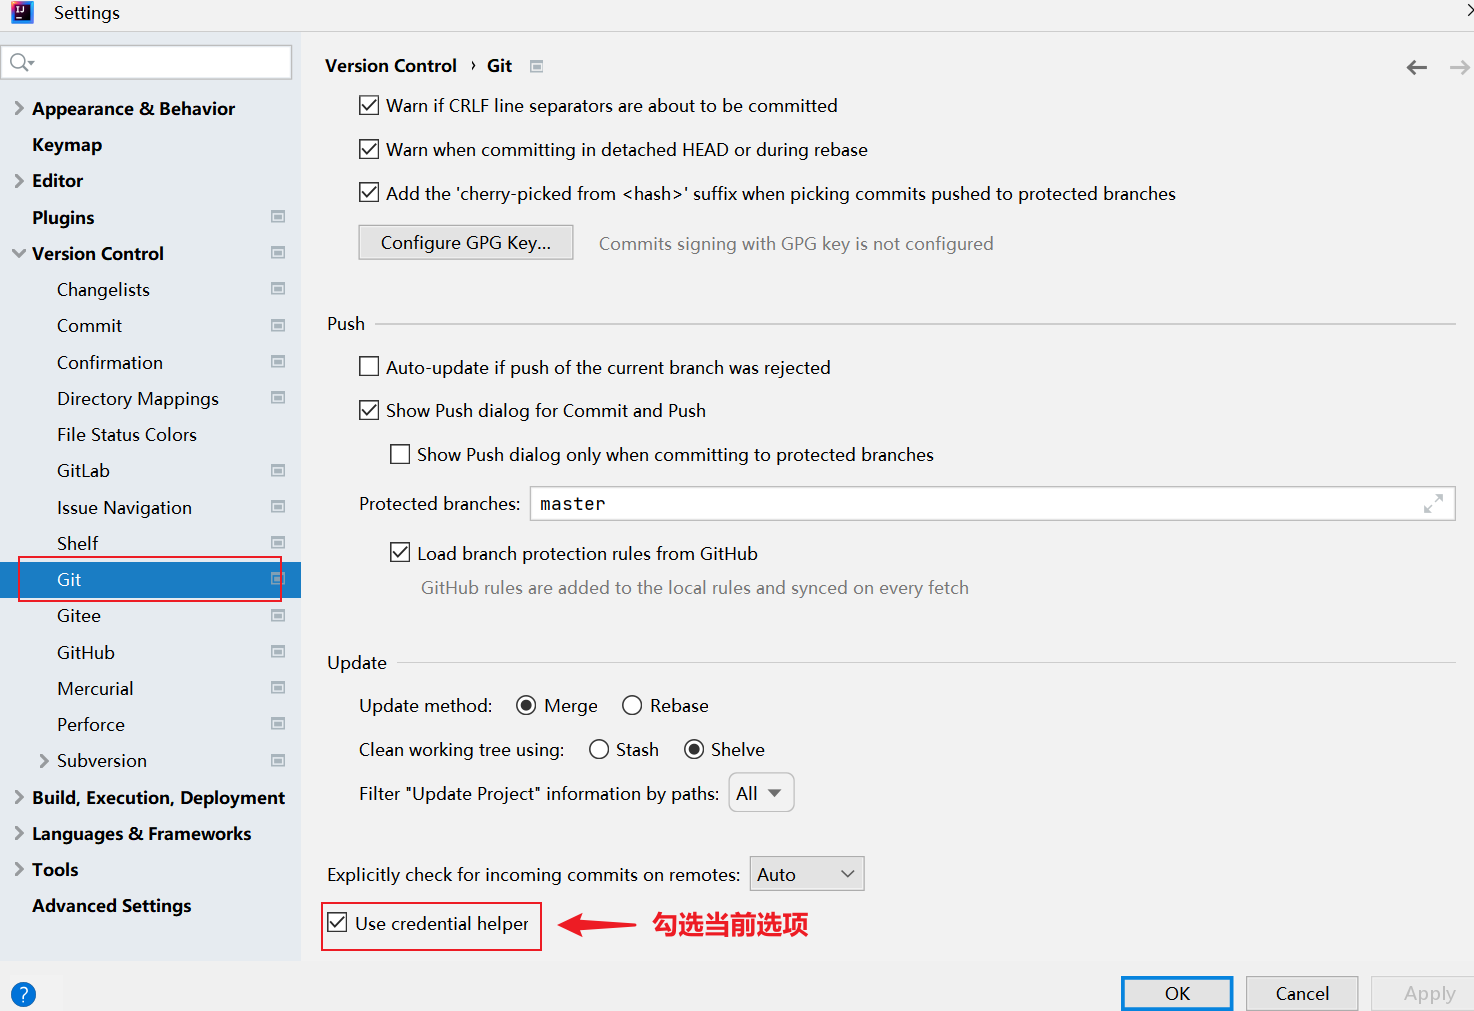 Settings
Appearance & Behavior
Keymap
Editor
Plugins
Version Control
Changelists
Commit
Confirmation
Directory Mappings
File Status Colors
GitLab
Issue Navigation
Shelf
Git
Gitee
GitHub
Mercurial
Perforce
Subversion
Build, Execution, Deployment
Languages & Frameworks
Tools
Advanced Settings
Version Control › Git
Warn if CRLF line separators are about to be committed
Warn when committing in detached HEAD or during rebase
Add the 'cherry-picked from <hash>' suffix when picking commits pushed to protected branches
Configure GPG Key... Commits signing with GPG key is not configured
Push
Auto-update if push of the current branch was rejected
Show Push dialog for Commit and Push
Show Push dialog only when committing to protected branches
Protected branches: master
Load branch protection rules from GitHub
GitHub rules are added to the local rules and synced on every fetch
Update
Update method: Merge Rebase
Clean working tree using: Stash Shelve
Filter "Update Project" information by paths: All
Explicitly check for incoming commits on remotes: Auto
Use credential helper 勾选当前选项
? OK Cancel Apply